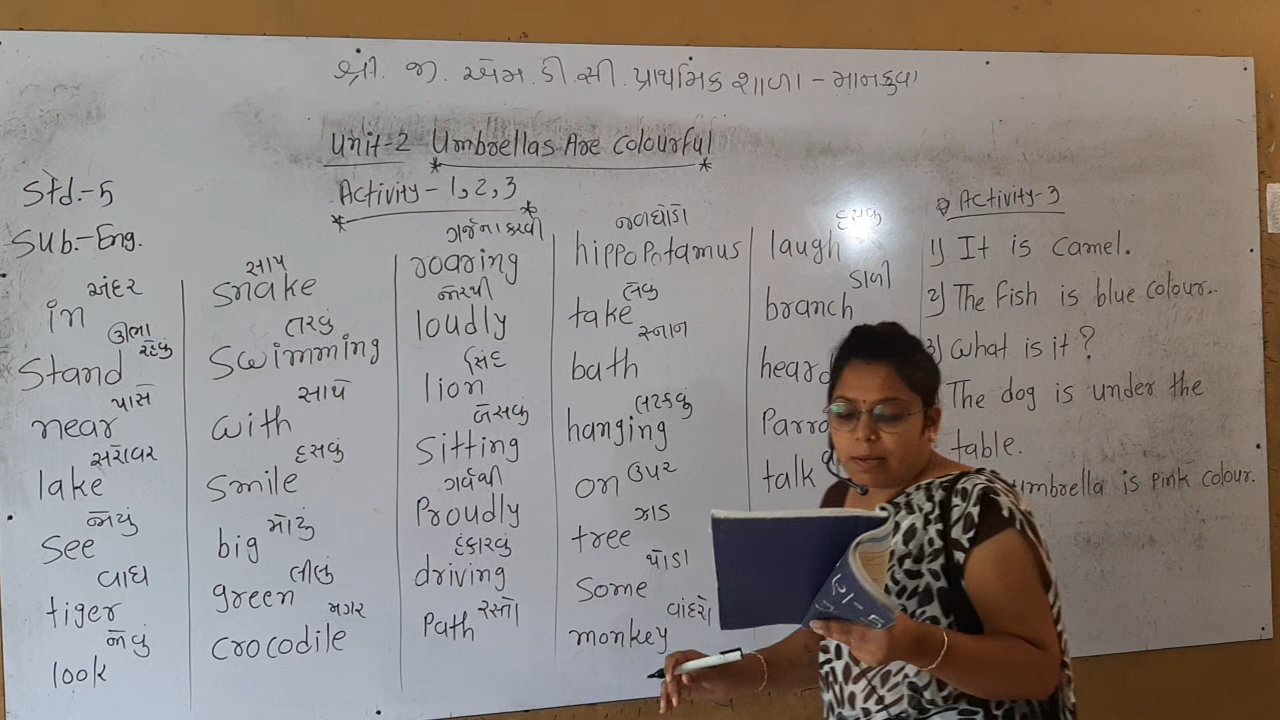 શ્રી. જી. એમ. ડી. સી. પ્રાથમિક શાળા - માનકુવા
Unit-2 Umbrellas Are Colourful
Std.-5
Activity - 1, 2, 3
Sub.-Eng.
અંદર
in
ઊભા રહેવું
Stand
પાસે
near
સરોવર
lake
જોયું
See
વાઘ
tiger
જોવું
look
સાપ
Snake
તરવું
Swimming
સાથે
with
હસવું
Smile
મોટું
big
લીલું
green
મગર
Crocodile
ગર્જના કરવી
roaring
જોરથી
loudly
સિંહ
lion
બેસવું
Sitting
ગર્વથી
Proudly
હંકારવું
driving
રસ્તો
Path
જળઘોડો
hippopotamus
લેવું
take
સ્નાન
bath
લટકવું
hanging
on ઉપર
ઝાડ
tree
થોડા
Some
વાંદરો
monkey
હસવું
laugh
ડાળી
branch
heard
Parro
talk
Activity-3
1) It is Camel.
2) The fish is blue colour..
3) What is it?
The dog is under the
table.
umbrella is Pink colour.